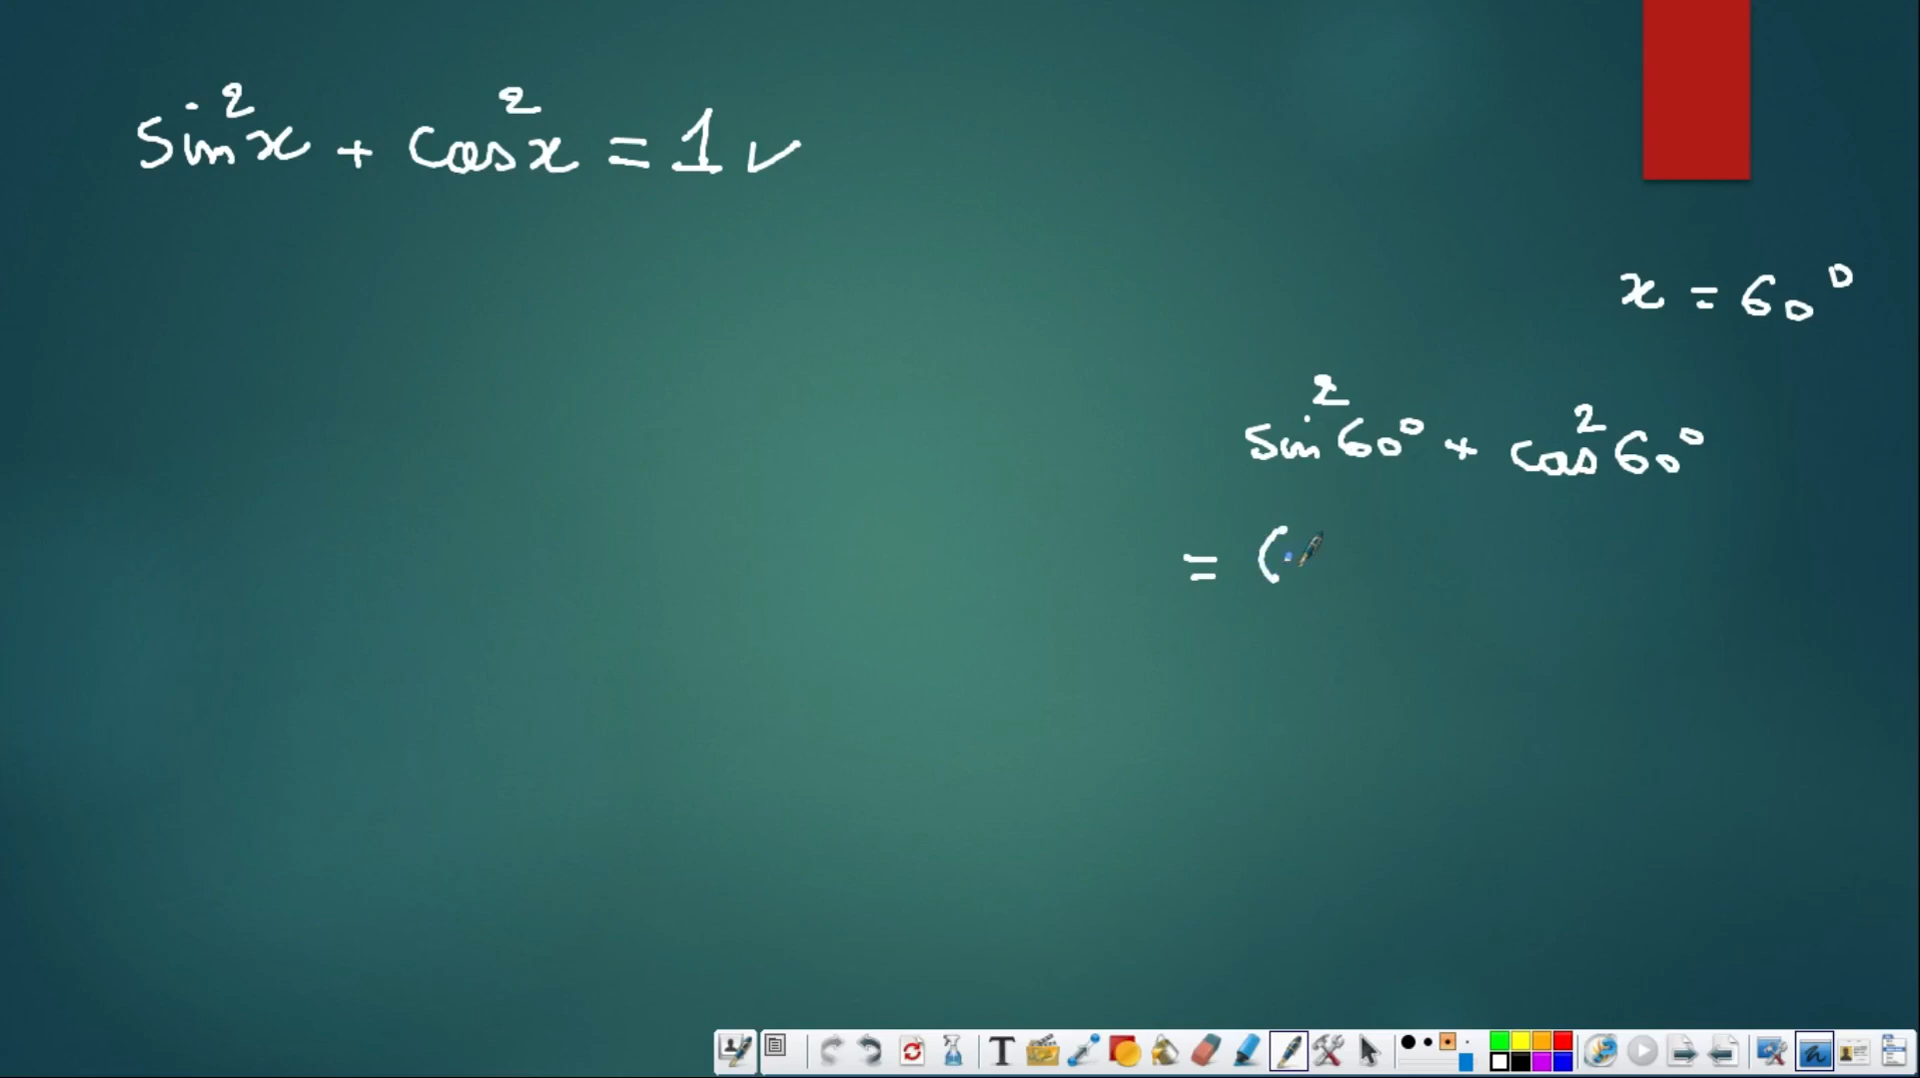 sin²x + cos²x = 1 ✓
x = 60°
sin²60° + cos²60°
= (